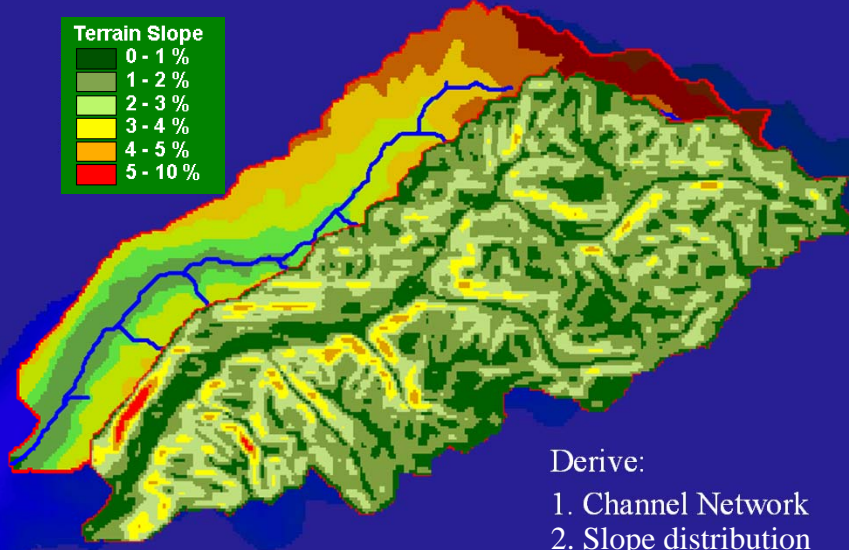 Terrain Slope
0 - 1 %
1 - 2 %
2 - 3 %
3 - 4 %
4 - 5 %
5 - 10 %
Derive:
1. Channel Network
2. Slope distribution